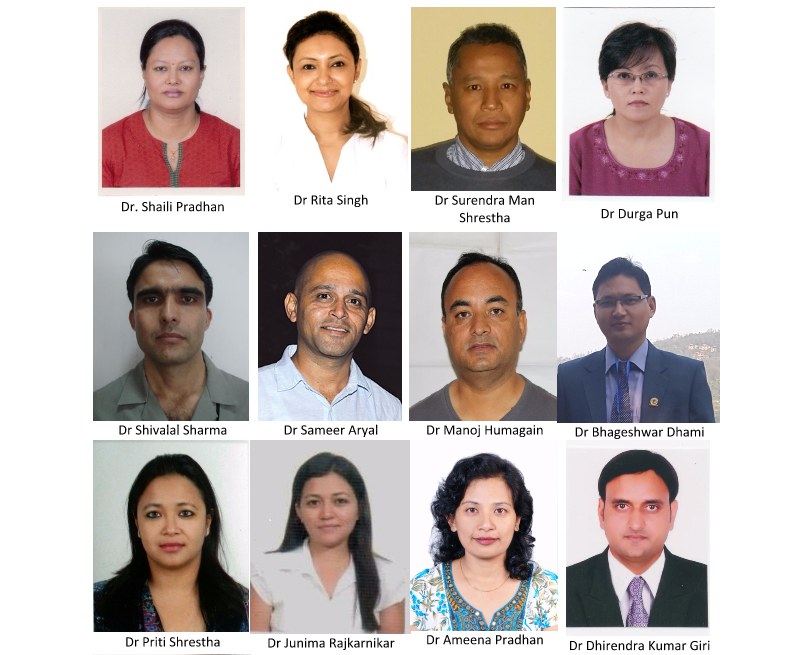 Dr. Shaili Pradhan
Dr Rita Singh
Dr Surendra Man
Shrestha
Dr Durga Pun
Dr Shivalal Sharma
Dr Sameer Aryal
Dr Manoj Humagain
Dr Bhageshwar Dhami
Dr Priti Shrestha
Dr Junima Rajkarnikar
Dr Ameena Pradhan
Dr Dhirendra Kumar Giri